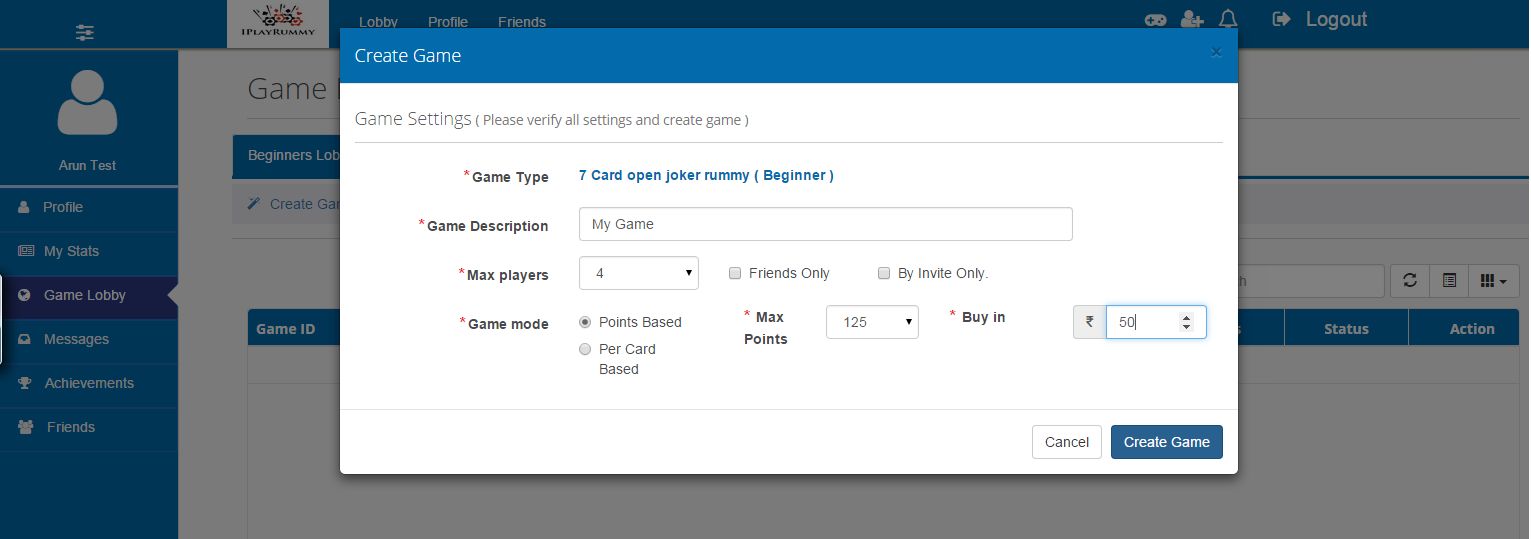 IPLAYRUMMY
Lobby Profile Friends
Logout
Create Game ×
Game
Arun Test
Beginners Lob
Create Gar
Game Settings ( Please verify all settings and create game )
* Game Type 7 Card open joker rummy ( Beginner )
* Game Description My Game
* Max players 4 Friends Only By Invite Only.
* Game mode Points Based * Max Points 125 * Buy in ₹ 50
Per Card
Based
Cancel Create Game
Profile
My Stats
Game Lobby
Messages
Achievements
Friends
Game ID Status Action